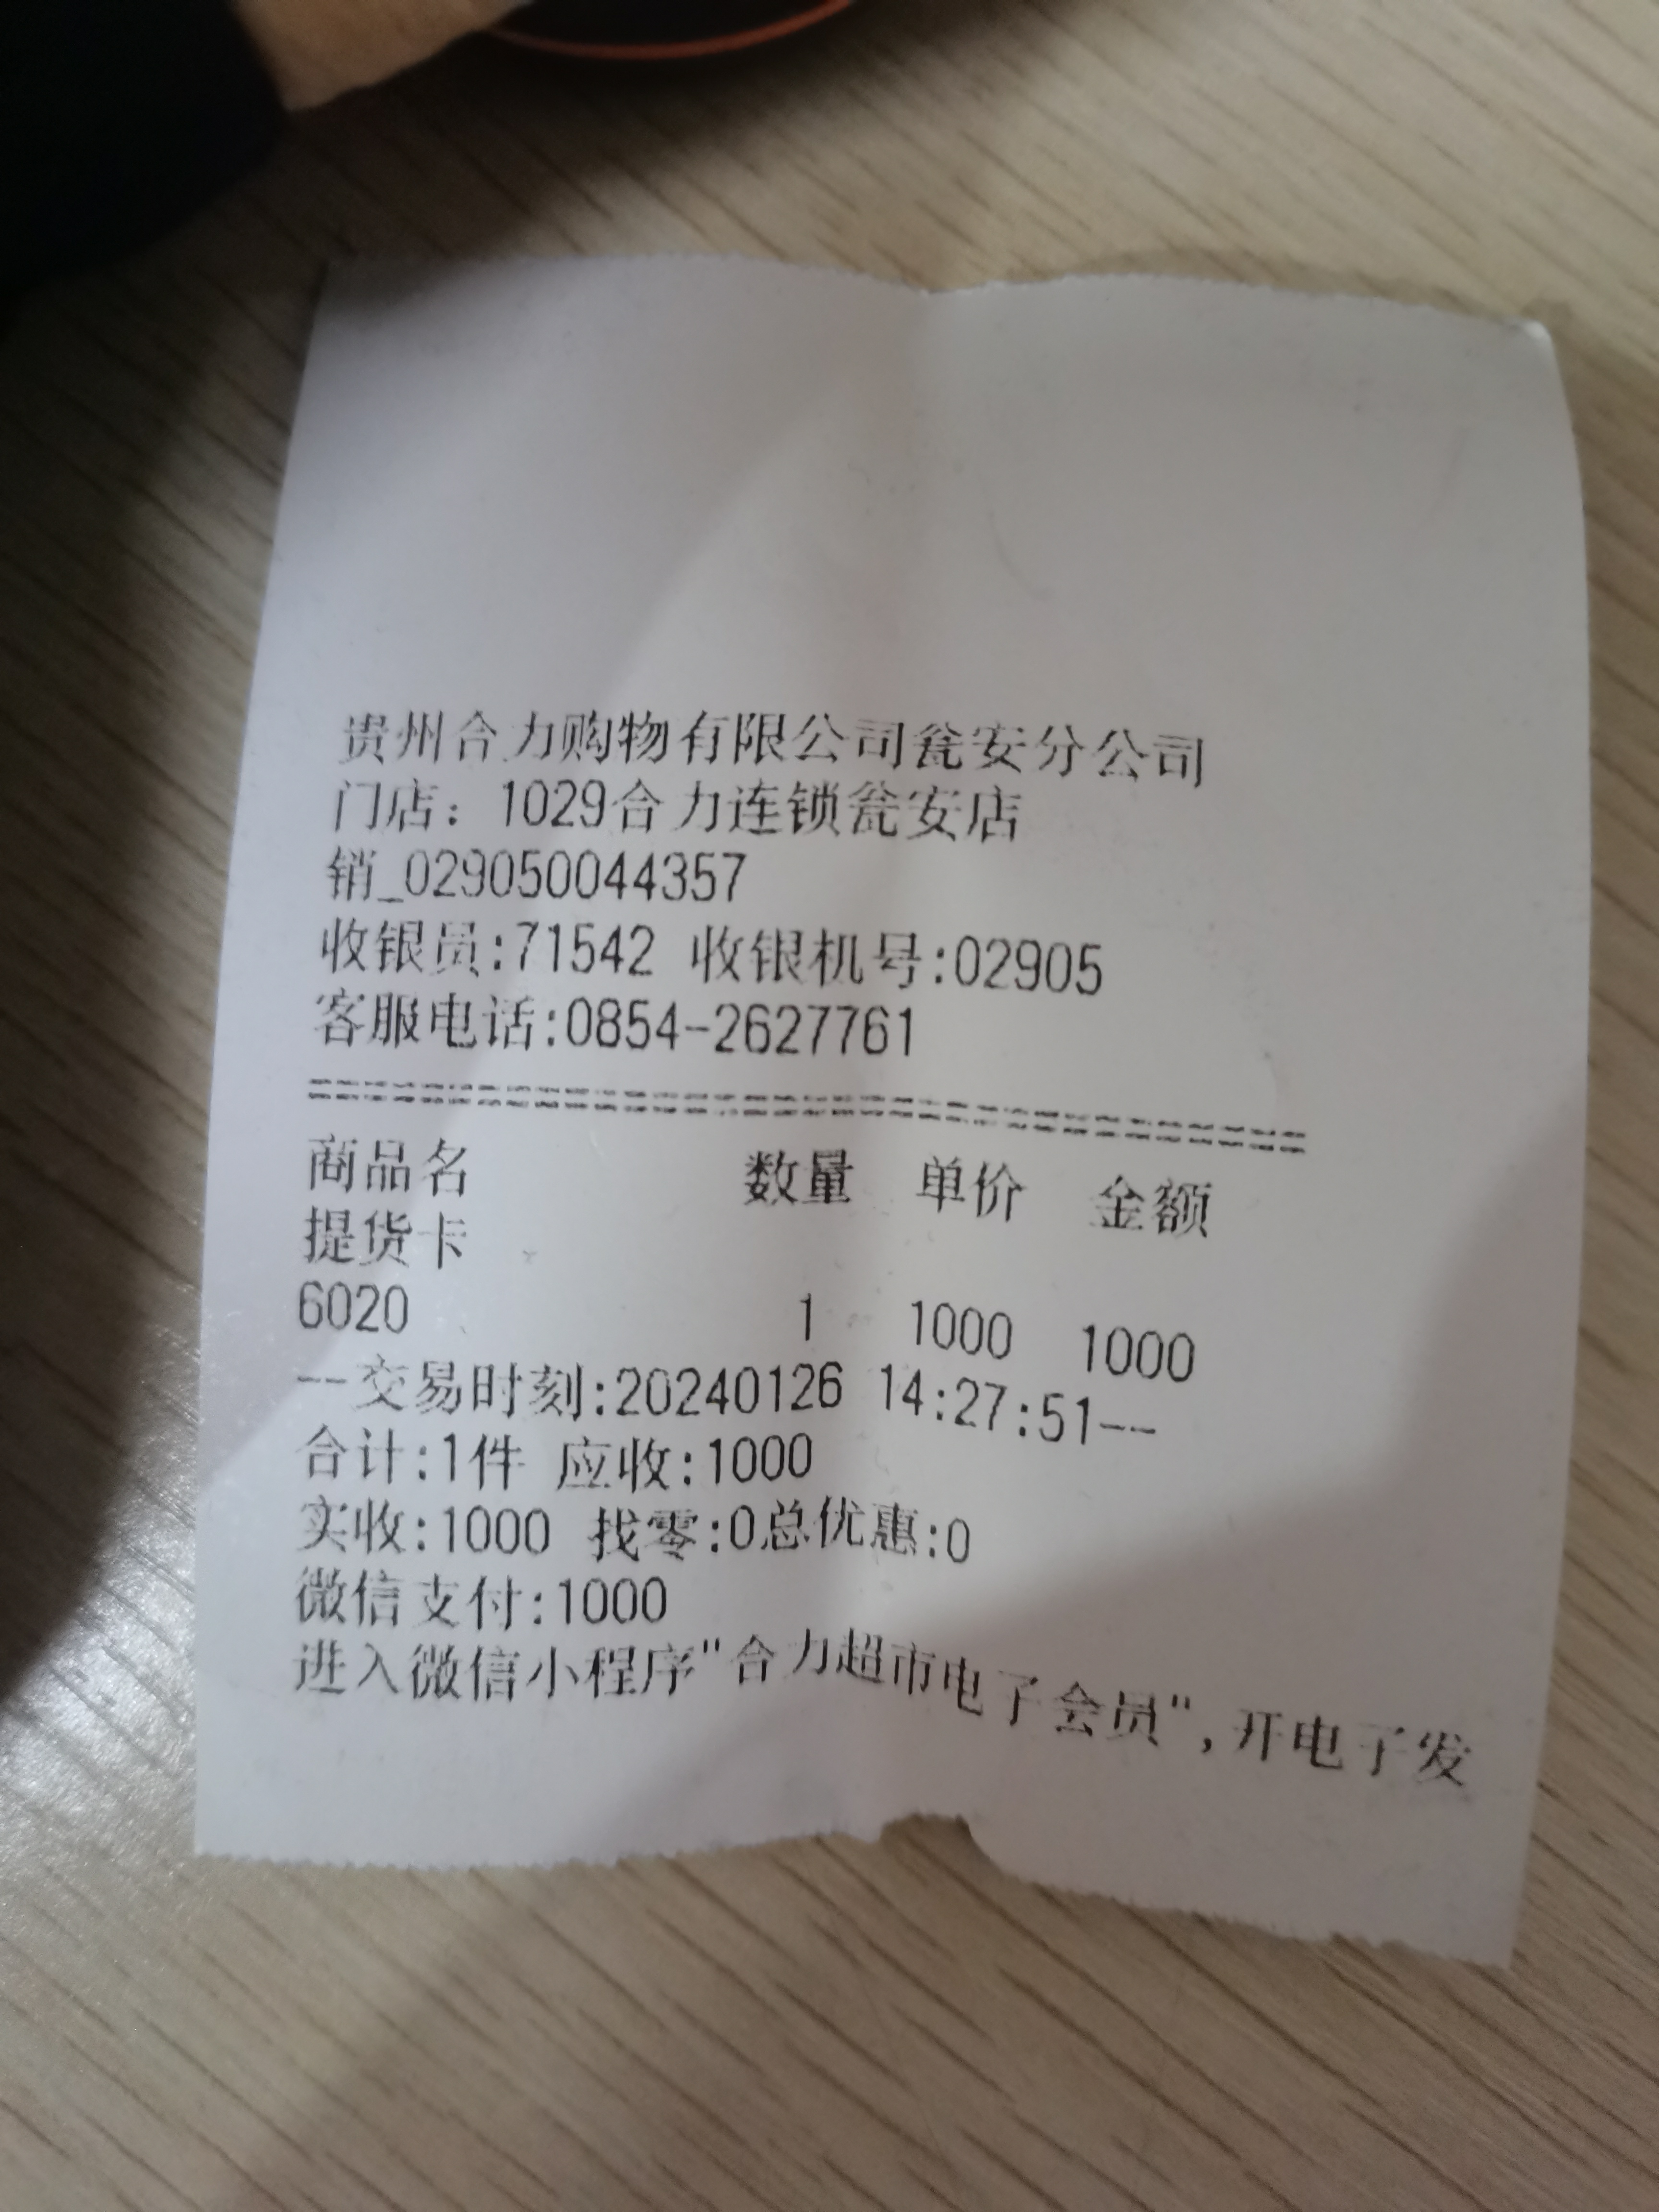 贵州合力购物有限公司瓮安分公司
门店：1029合力连锁瓮安店
销_029050044357
收银员:71542 收银机号:02905
客服电话:0854-2627761
商品名 数量 单价 金额
提货卡
6020 1 1000 1000
--交易时刻:20240126 14:27:51--
合计:1件 应收:1000
实收:1000 找零:0总优惠:0
微信支付:1000
进入微信小程序"合力超市电子会员",开电子发